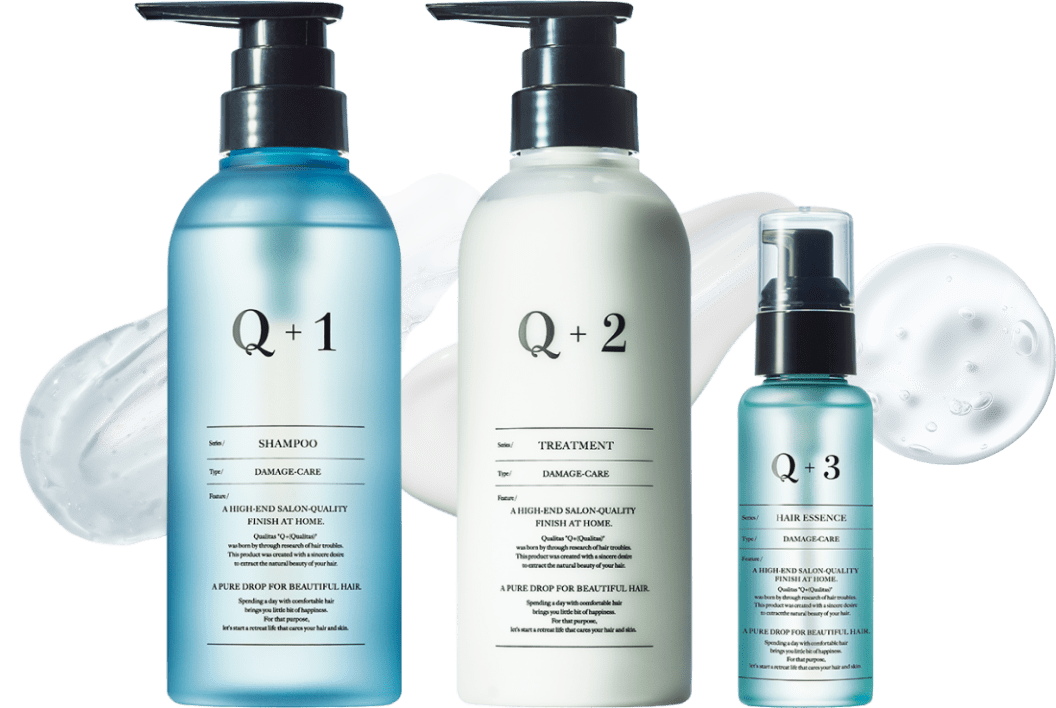 Q + 1
Series / SHAMPOO
Type / DAMAGE-CARE
Feature /
A HIGH-END SALON-QUALITY
FINISH AT HOME.
Qualitas "Q+(Qualitas)"
was born by through research of hair troubles.
This product was created with a sincere desire
to extract the natural beauty of your hair.
A PURE DROP FOR BEAUTIFUL HAIR.
Spending a day with comfortable hair
brings you little bit of happiness.
For that purpose,
let's start a retreat life that cares your hair and skin.
Q + 2
Series / TREATMENT
Type / DAMAGE-CARE
Feature /
A HIGH-END SALON-QUALITY
FINISH AT HOME.
Qualitas "Q+(Qualitas)"
was born by through research of hair troubles.
This product was created with a sincere desire
to extract the natural beauty of your hair.
A PURE DROP FOR BEAUTIFUL HAIR.
Spending a day with comfortable hair
brings you little bit of happiness.
For that purpose,
let's start a retreat life that cares your hair and skin.
Q + 3
Series / HAIR ESSENCE
Type / DAMAGE-CARE
Feature /
A HIGH-END SALON-QUALITY
FINISH AT HOME.
Qualitas "Q+(Qualitas)"
was born by through research of hair troubles.
This product was created with a sincere desire
to extract the natural beauty of your hair.
A PURE DROP FOR BEAUTIFUL HAIR.
Spending a day with comfortable hair
brings you little bit of happiness.
For that purpose,
let's start a retreat life that cares your hair and skin.